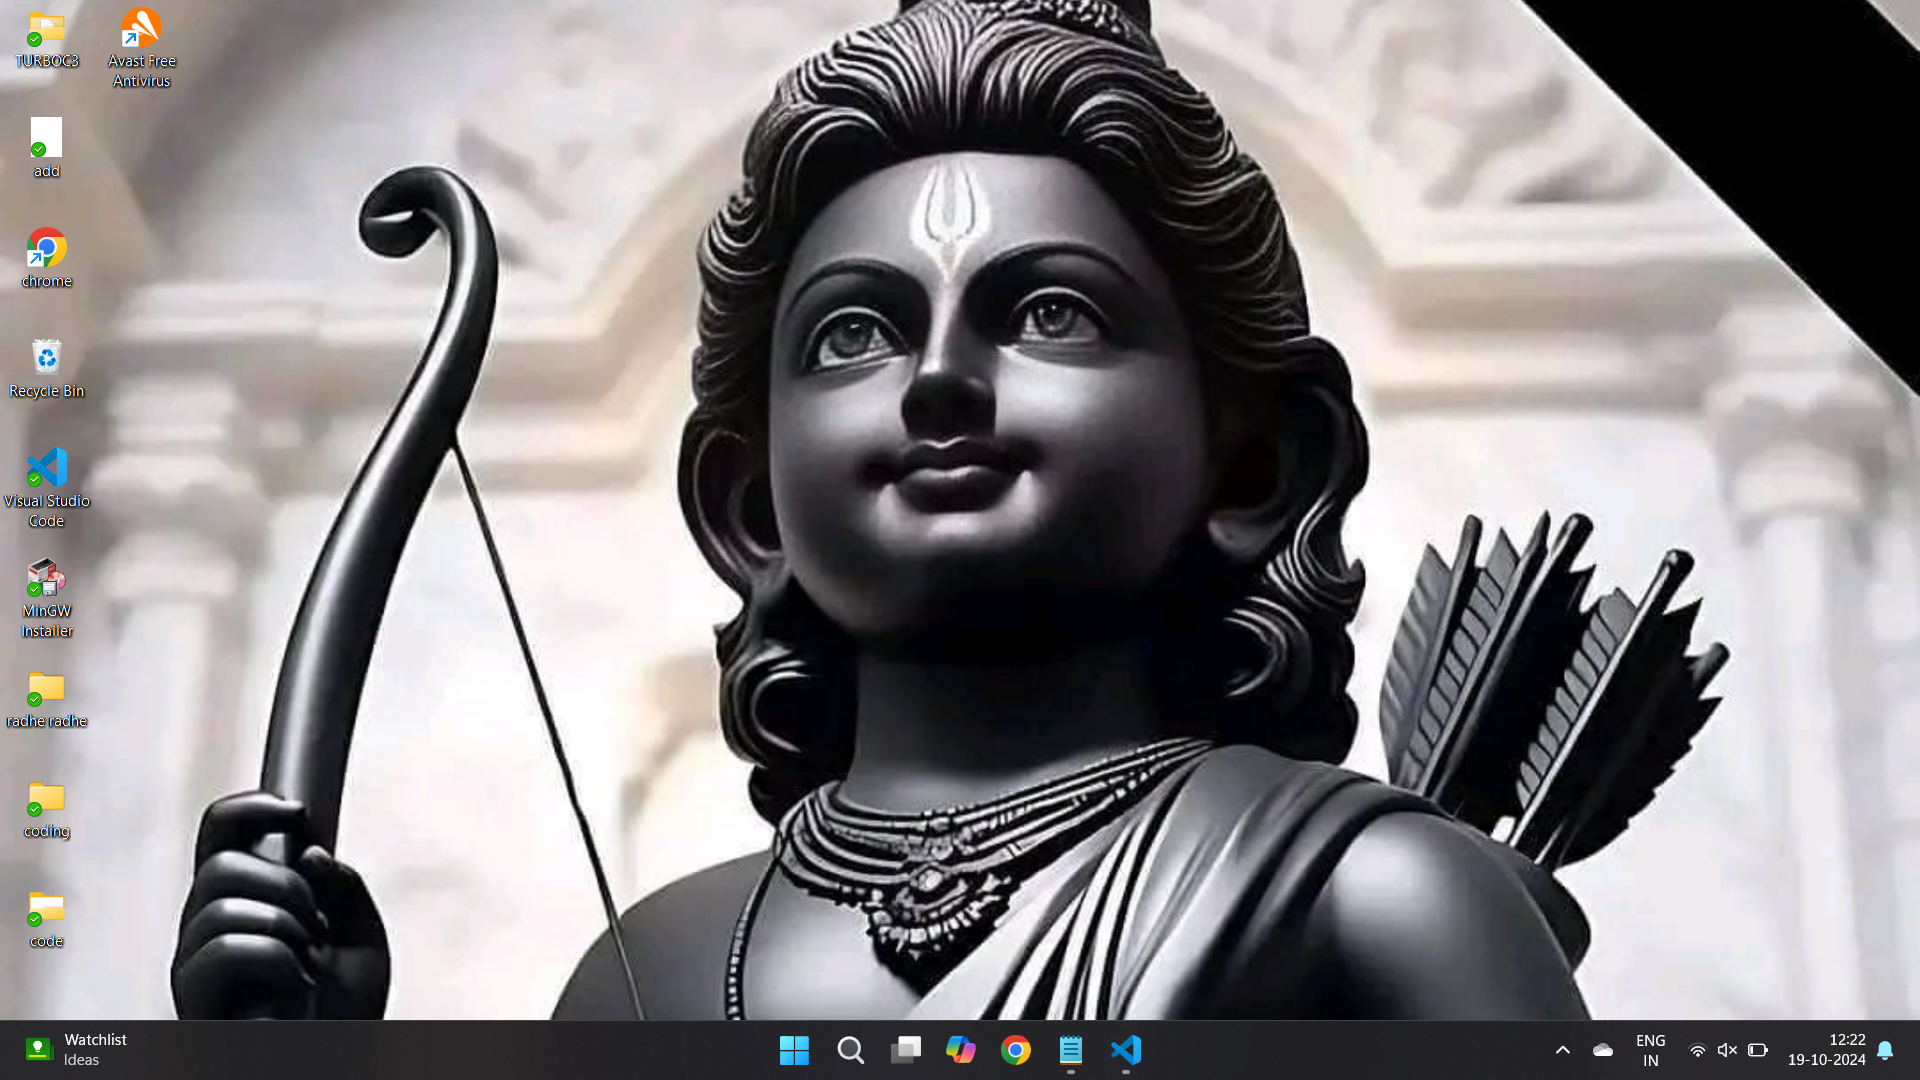 TURBOC3
Avast Free
Antivirus
add
chrome
Recycle Bin
Visual Studio
Code
MinGW
Installer
radhe radhe
coding
code
Watchlist
Ideas
ENG
IN
12:22
19-10-2024